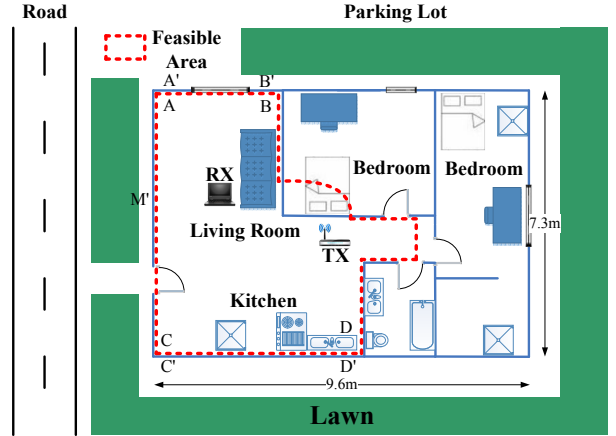 Road
Parking Lot
Feasible
Area
A'
B'
A
B
RX
Bedroom
Bedroom
M'
Living Room
TX
7.3m
Kitchen
C
D
C'
D'
9.6m
Lawn